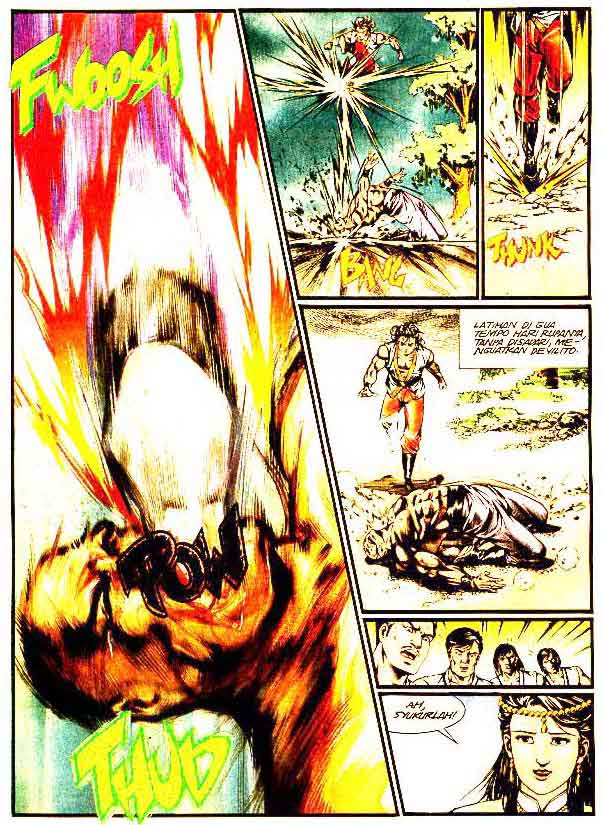 FWOOSH
POW
THUD
BANG
THUNK
LATIHAN DI GUA
TEMPO HARI RUPANYA,
TANPA DISADARI, ME-
NGUATKAN DEVILITO.
AH,
SYUKURLAH!